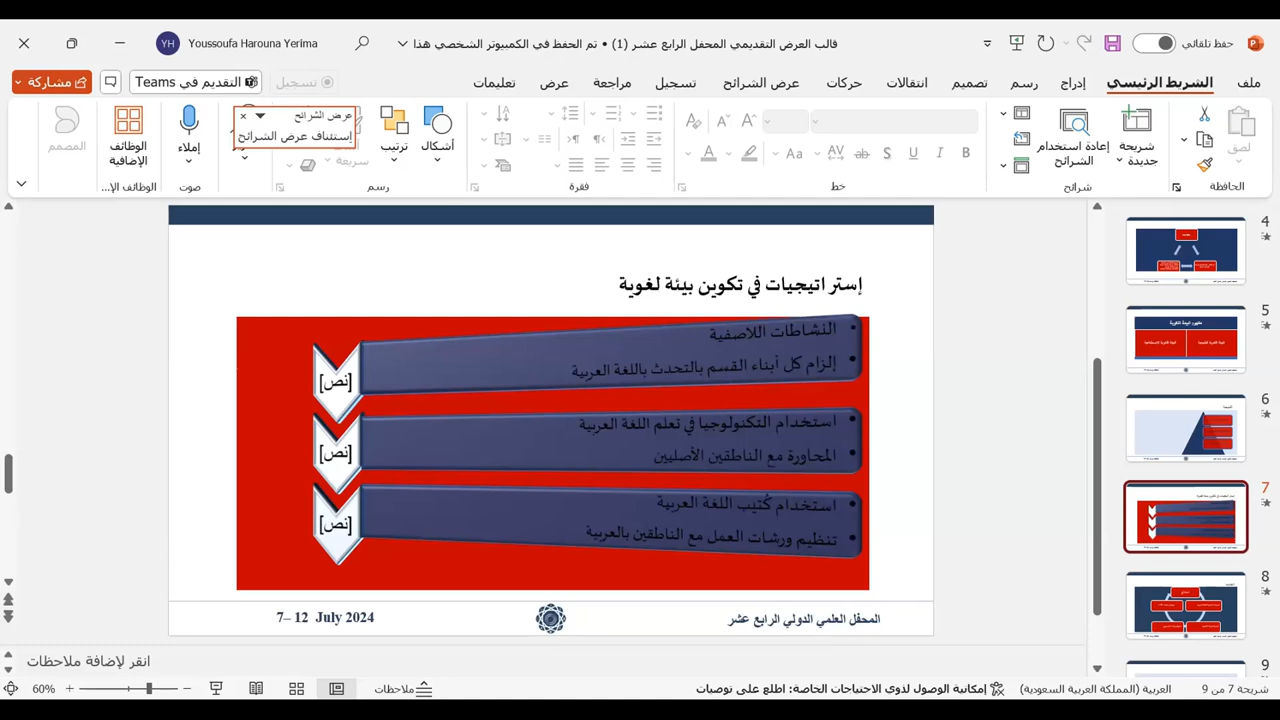 حفظ تلقائي
قالب العرض التقديمي المحفل الرابع عشر (1) • تم الحفظ في الكمبيوتر الشخصي هذا
Youssoufa Harouna Yerima
YH
ملف
الشريط الرئيسي
إدراج
رسم
تصميم
انتقالات
حركات
عرض الشرائح
تسجيل
مراجعة
عرض
تعليمات
تسجيل
التقديم في Teams
مشاركة
لصق
الحافظة
شريحة جديدة
إعادة استخدام الشرائح
شرائح
خط
فقرة
أشكال
ترتيب
سريعة
رسم
عرض الشرائح
إستئناف عرض الشرائح
إملاء
صوت
الوظائف الإضافية
الوظائف الإ...
المصمم
إستراتيجيات في تكوين بيئة لغوية
النشاطات اللاصفية
إلزام كل أبناء القسم بالتحدث باللغة العربية
[نص]
استخدام التكنولوجيا في تعلم اللغة العربية
المحاورة مع الناطقين الأصليين
[نص]
استخدام كُتيب اللغة العربية
تنظيم ورشات العمل مع الناطقين بالعربية
[نص]
المحفل العلمي الدولي الرابع عشر
7– 12 July 2024
4
5
مفهوم البيئة اللغوية
6
7
8
9
انقر لإضافة ملاحظات
شريحة 7 من 9
العربية (المملكة العربية السعودية)
إمكانية الوصول لذوي الاحتياجات الخاصة: اطلع على توصيات
ملاحظات
60%